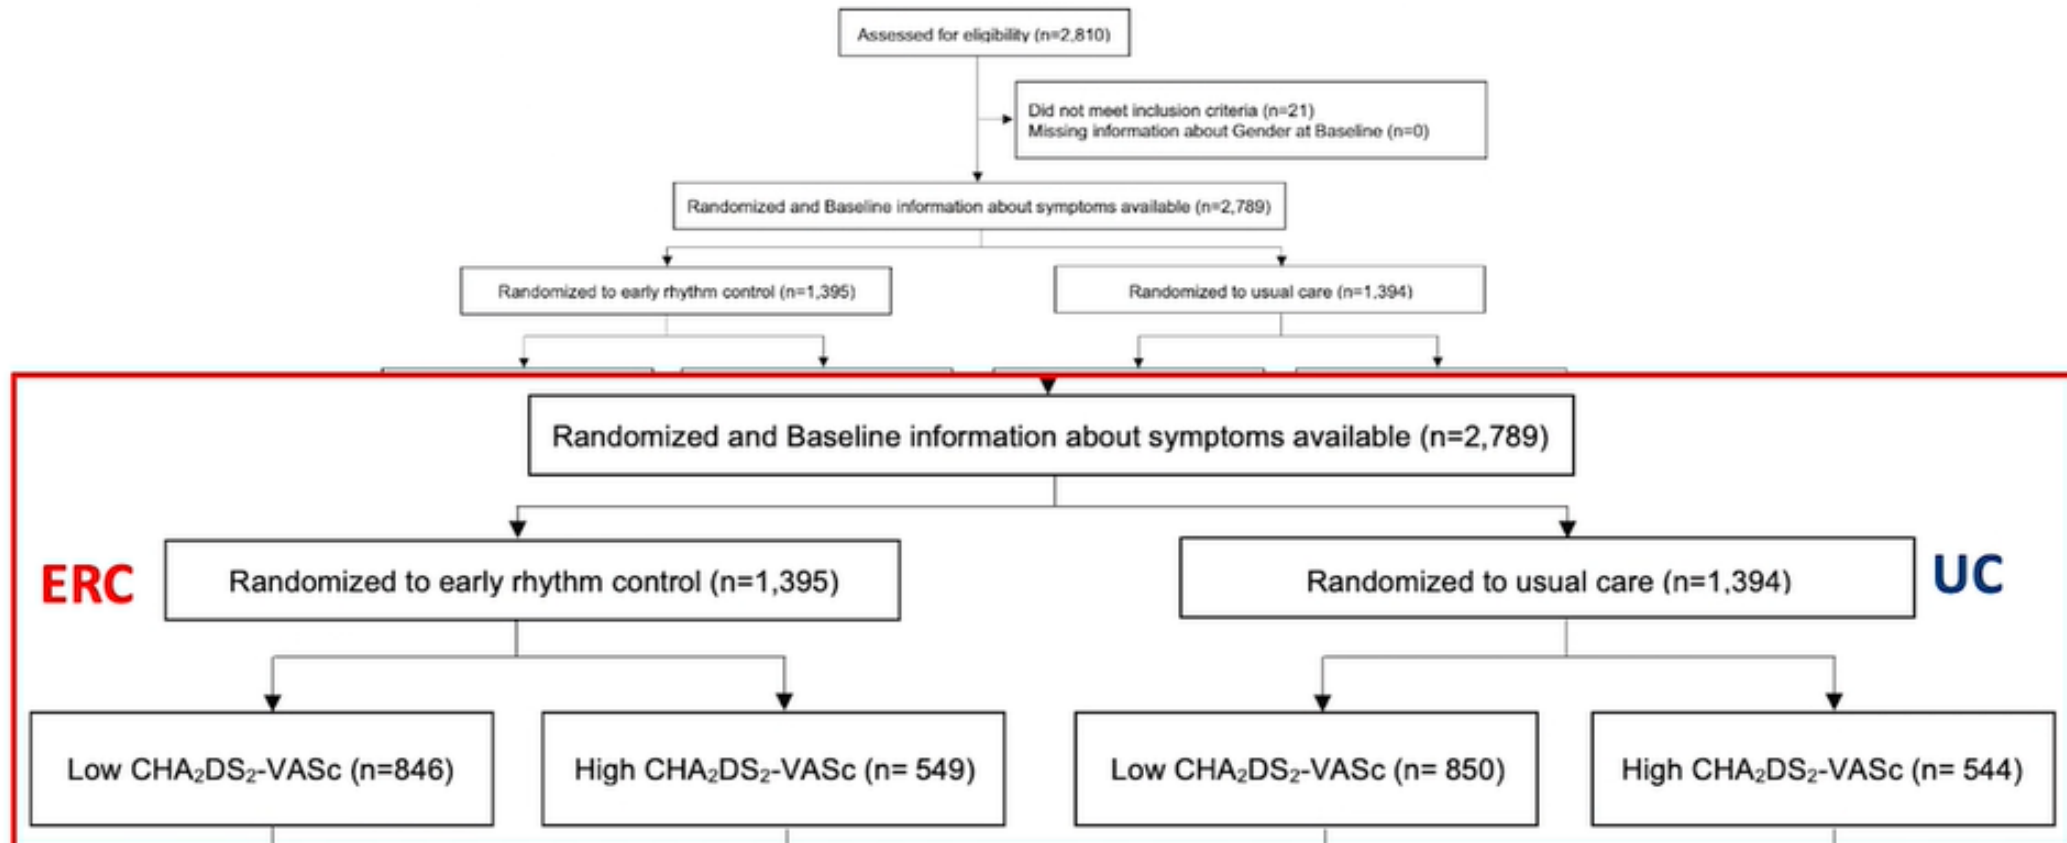 Assessed for eligibility (n=2,810)
Did not meet inclusion criteria (n=21)
Missing information about Gender at Baseline (n=0)
Randomized and Baseline information about symptoms available (n=2,789)
Randomized to early rhythm control (n=1,395)
Randomized to usual care (n=1,394)
Randomized and Baseline information about symptoms available (n=2,789)
ERC
Randomized to early rhythm control (n=1,395)
Randomized to usual care (n=1,394)
UC
Low CHA₂DS₂-VASc (n=846)
High CHA₂DS₂-VASc (n= 549)
Low CHA₂DS₂-VASc (n= 850)
High CHA₂DS₂-VASc (n= 544)